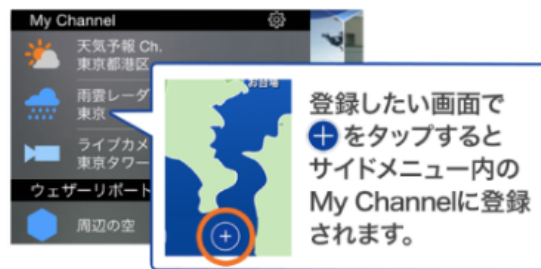 My Channel
天気予報 Ch.
東京都港区
雨雲レーダ
東京
ライブカメ
東京タワー
ウェザーリポート
周辺の空
お台場
登録したい画面で
+をタップすると
サイドメニュー内の
My Channelに登録
されます。